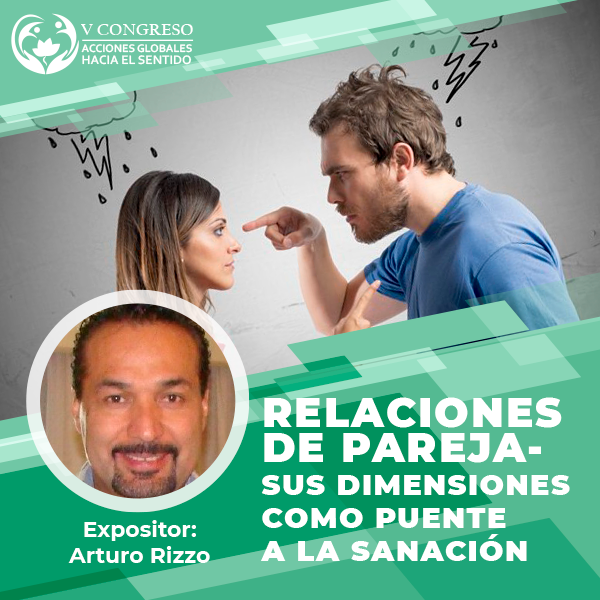 V CONGRESO
ACCIONES GLOBALES
HACIA EL SENTIDO
RELACIONES
DE PAREJA-
SUS DIMENSIONES
COMO PUENTE
A LA SANACIÓN
Expositor:
Arturo Rizzo